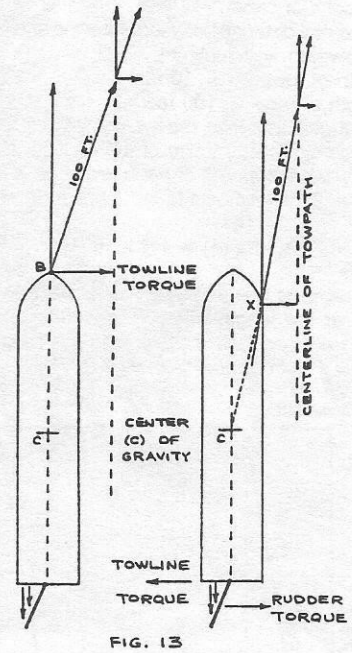 100 FT.
100 FT.
B
TOWLINE
TORQUE
X
CENTERLINE OF TOWPATH
C
CENTER
(C) OF
GRAVITY
C
TOWLINE
TORQUE
RUDDER
TORQUE
FIG. 13